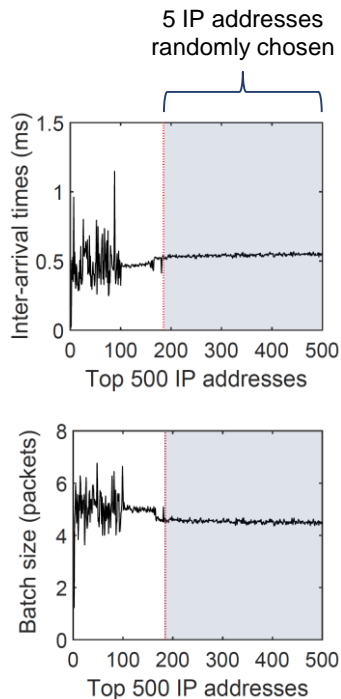 5 IP addresses
randomly chosen
1.5
1
0.5
0
Inter-arrival times (ms)
0 100 200 300 400 500
Top 500 IP addresses
8
6
4
2
0
Batch size (packets)
0 100 200 300 400 500
Top 500 IP addresses